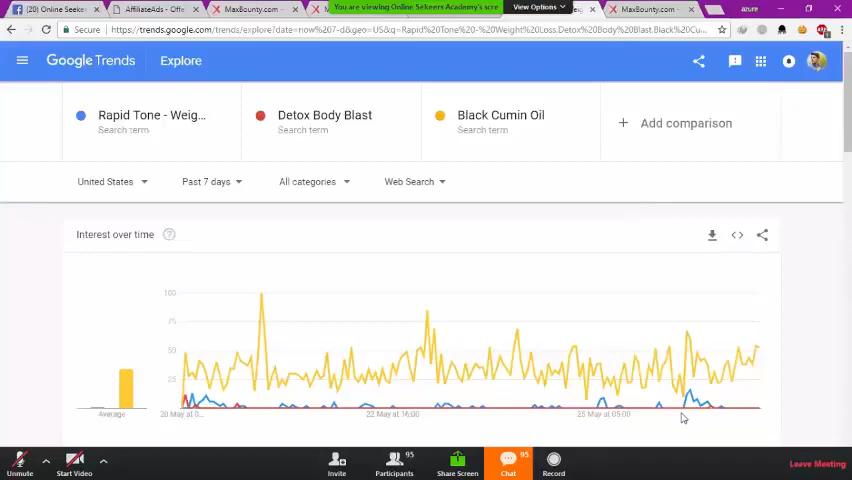 (20) Online Seeke
AffiliateAds - Offe
MaxBounty.com -
You are viewing Online Sekeers Academy's scre
View Options
MaxBounty.com -
azure
Secure
https://trends.google.com/trends/explore?date=now%207-d&geo=US&q=Rapid%20Tone%20-%20Weight%20Loss,Detox%20Body%20Blast,Black%20Cu...
Google Trends
Explore
Rapid Tone - Weig...
Search term
Detox Body Blast
Search term
Black Cumin Oil
Search term
+ Add comparison
United States
Past 7 days
All categories
Web Search
Interest over time
100
75
50
25
Average
20 May at 0...
22 May at 16:00
25 May at 05:00
Unmute
Start Video
Invite
95
Participants
Share Screen
95
Chat
Record
Leave Meeting